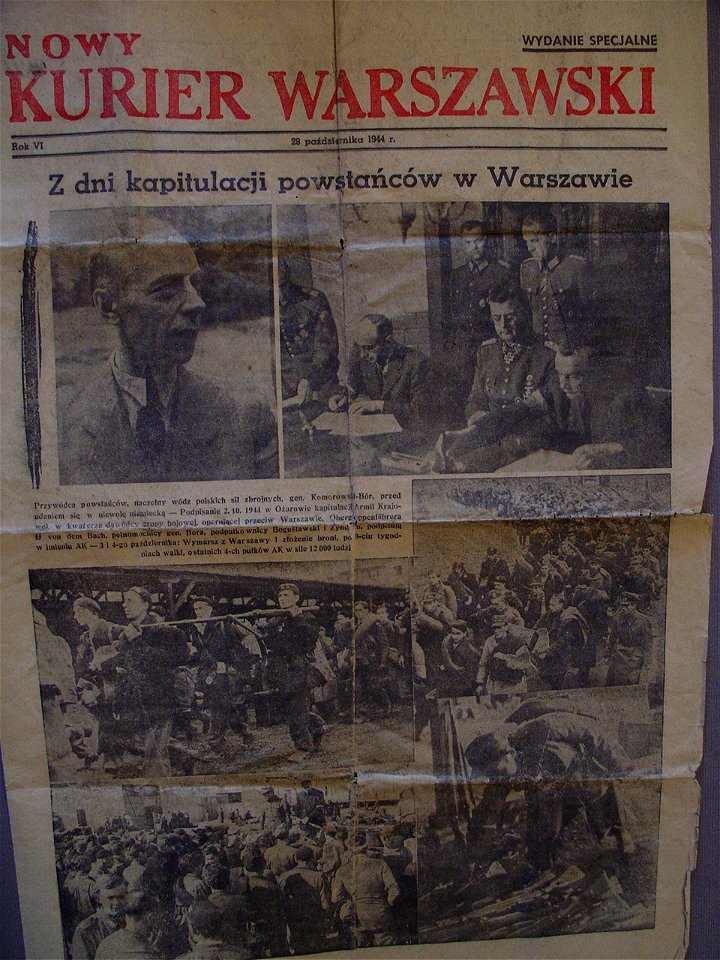 NOWY
WYDANIE SPECJALNE
KURIER WARSZAWSKI
Rok VI
28 października 1944 r.
Z dni kapitulacji powstańców w Warszawie
Przywódca powstańców, naczelny wódz polskich sił zbrojnych, gen. Komorowski-Bór, przed
udaniem się w niewolę niemiecką — Podpisanie 2. 10. 1944 w Ożarowie kapitulacji Armii Krajo-
wej, w kwaterze dowódcy grupy bojowej, operującej przeciw Warszawie, Obergruppenführera
von dem Bach, pełnomocnicy gen. Bora, podpułkownicy Bogusławski i Zyndram podpisują
w imieniu AK — 3 i 4-go października: Wymarsz z Warszawy i złożenie broni, po 9-ciu tygod-
niach walki, ostatnich 4-ch pułków AK w sile 12 000 ludzi